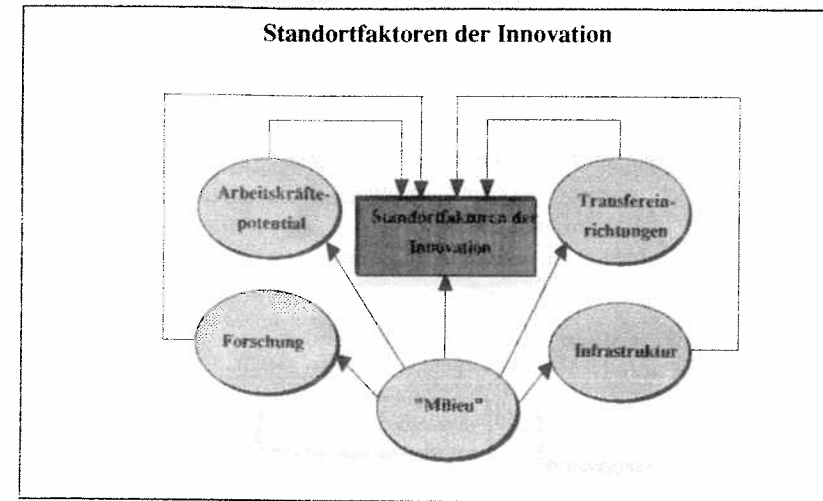 Standortfaktoren der Innovation
Arbeitskräfte-
potential
Standortfaktoren der
Innovation
Transferein-
richtungen
Forschung
Infrastruktur
"Milieu"